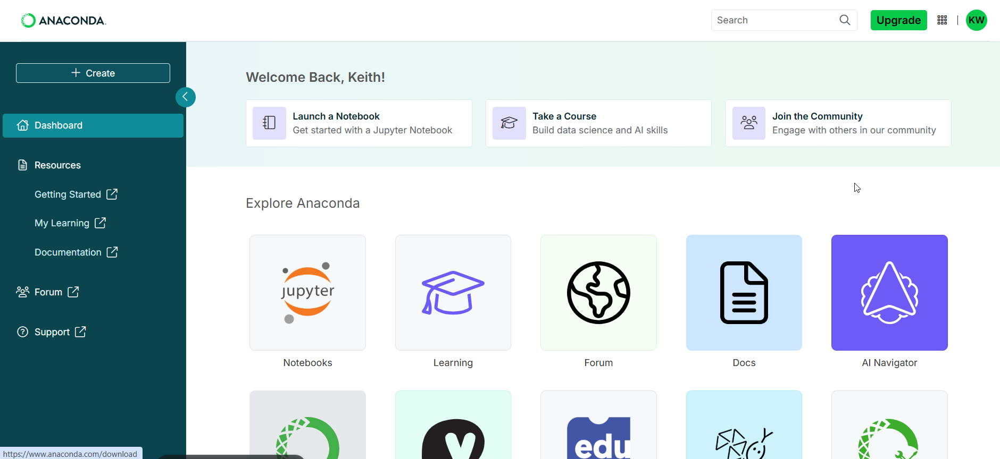 ANACONDA.
Search
Upgrade
KW
Create
Dashboard
Resources
Getting Started
My Learning
Documentation
Forum
Support
Welcome Back, Keith!
Launch a Notebook
Get started with a Jupyter Notebook
Take a Course
Build data science and AI skills
Join the Community
Engage with others in our community
Explore Anaconda
jupyter
Notebooks
Learning
Forum
Docs
AI Navigator
edu
https://www.anaconda.com/download